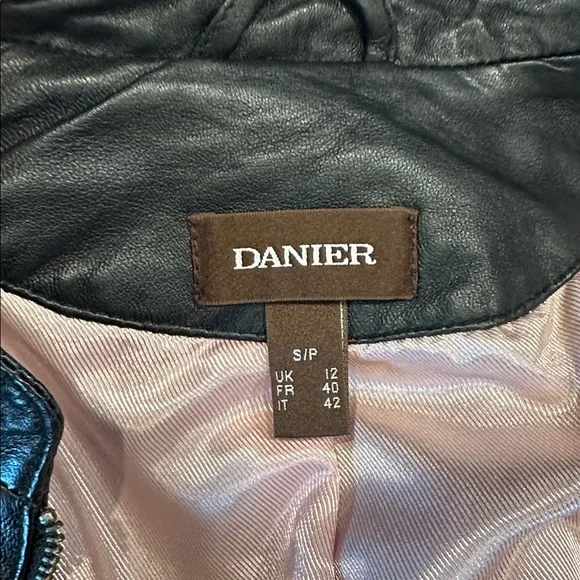 DANIER
S/P
UK 12
FR 40
IT 42